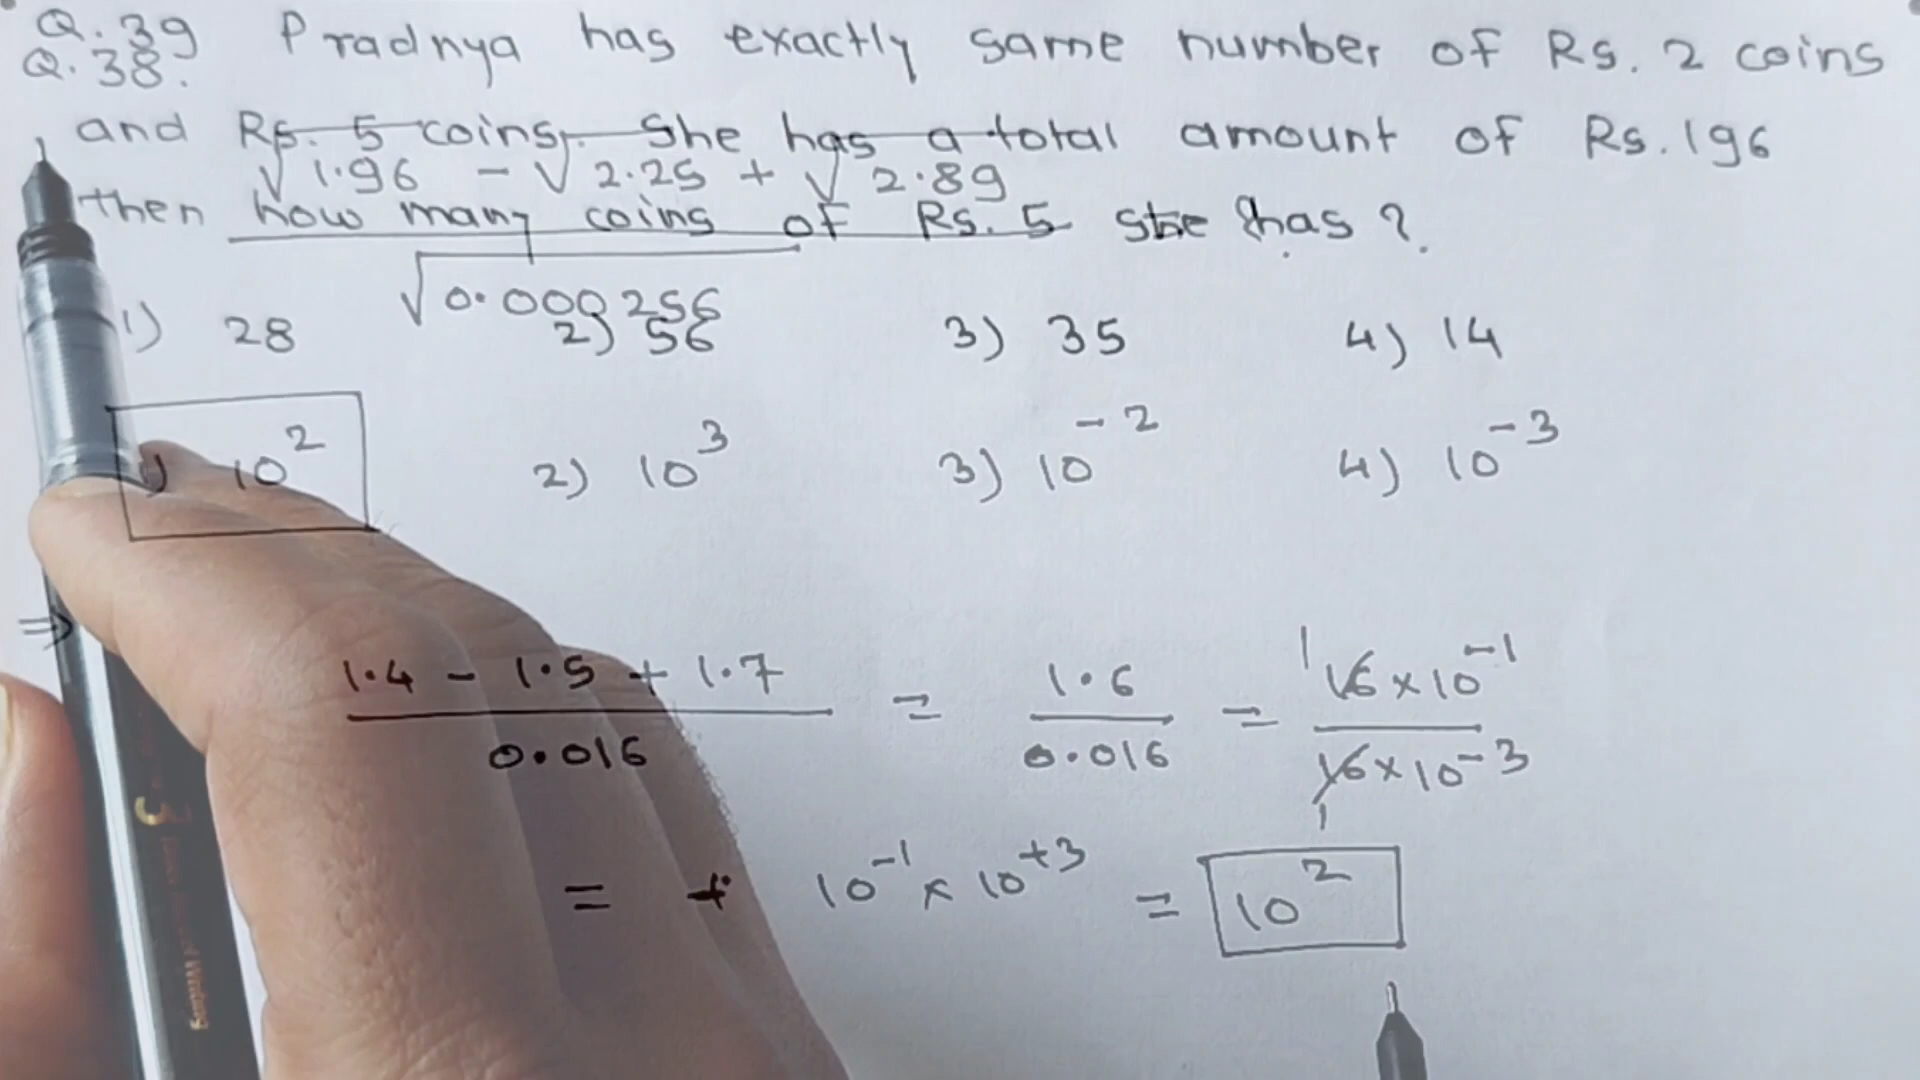 Q. 39 Pradnya has exactly same number of Rs. 2 coins
Q. 38.
and Rs. 5 coins. She has a total amount of Rs. 196
√1.96 - √2.25 + √2.89
then how many coins of Rs. 5 she has ?
√0.000256
1) 28 2) 56 3) 35 4) 14
1) 10² 2) 10³ 3) 10⁻² 4) 10⁻³
⇒
1.4 - 1.5 + 1.7 = 1.6 = 1 16 × 10⁻¹
0.016 0.016 16 × 10⁻³
1
= + 10⁻¹ × 10⁺³ = 10²